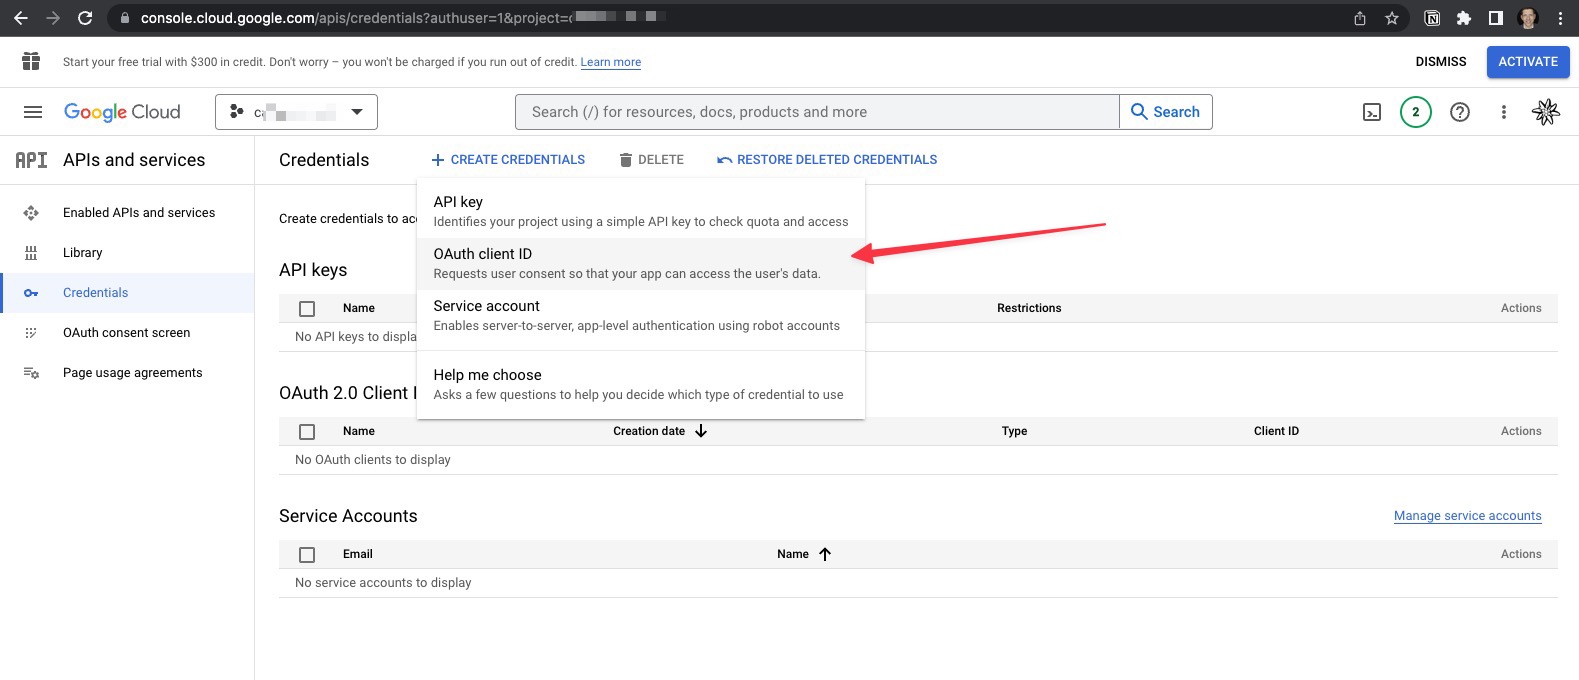 console.cloud.google.com/apis/credentials?authuser=1&project=
Start your free trial with $300 in credit. Don't worry – you won't be charged if you run out of credit. Learn more
DISMISS
ACTIVATE
Google Cloud
Search (/) for resources, docs, products and more
Search
2
API APIs and services
Credentials
CREATE CREDENTIALS
DELETE
RESTORE DELETED CREDENTIALS
Enabled APIs and services
Library
Credentials
OAuth consent screen
Page usage agreements
Create credentials to
API key
Identifies your project using a simple API key to check quota and access
OAuth client ID
Requests user consent so that your app can access the user's data.
Service account
Enables server-to-server, app-level authentication using robot accounts
Help me choose
Asks a few questions to help you decide which type of credential to use
API keys
Name
Restrictions
Actions
No API keys to displa
OAuth 2.0 Client I
Name
Creation date
Type
Client ID
Actions
No OAuth clients to display
Service Accounts
Manage service accounts
Email
Name
Actions
No service accounts to display